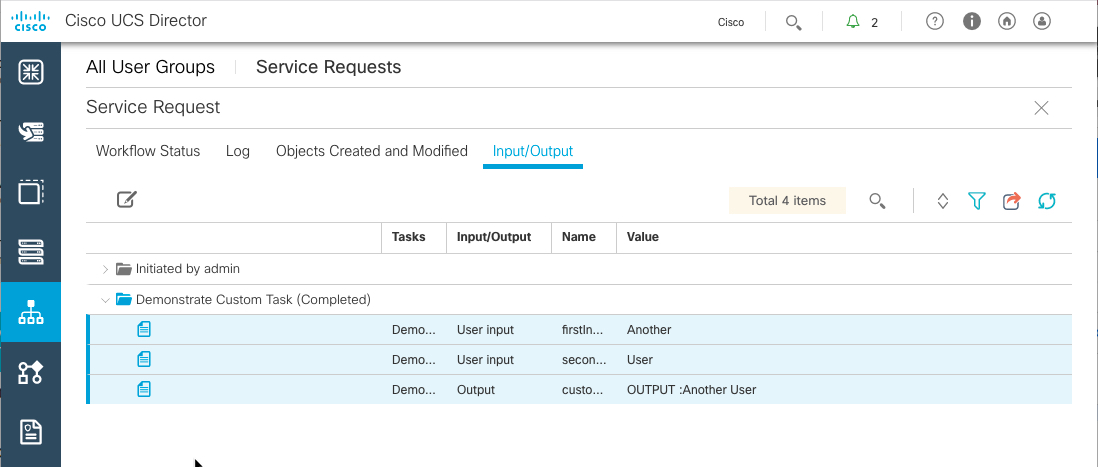 cisco Cisco UCS Director Cisco 2
All User Groups Service Requests
Service Request
Workflow Status Log Objects Created and Modified Input/Output
Total 4 items
Tasks Input/Output Name Value
Initiated by admin
Demonstrate Custom Task (Completed)
Demo... User input firstIn... Another
Demo... User input secon... User
Demo... Output custo... OUTPUT :Another User